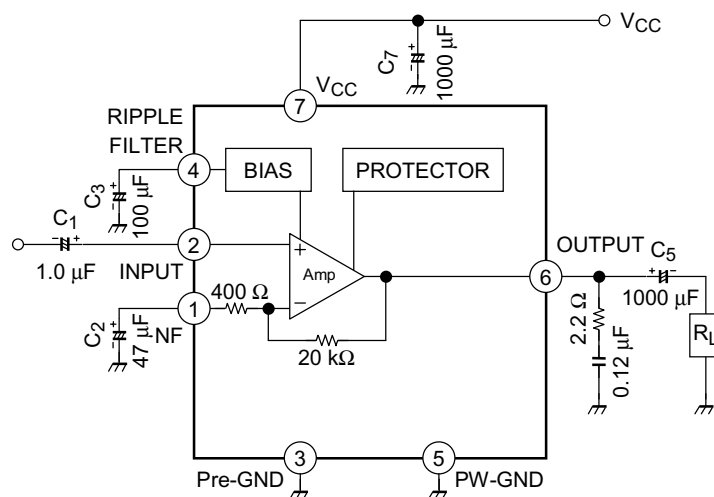 VCC
C7
1000 µF
VCC
7
RIPPLE
FILTER
4
BIAS
PROTECTOR
C3
100 µF
C1
1.0 µF
2
INPUT
+
Amp
−
OUTPUT
6
C5
1000 µF
1
NF
400 Ω
20 kΩ
C2
47 µF
2.2 Ω
0.12 µF
RL
3
Pre-GND
5
PW-GND